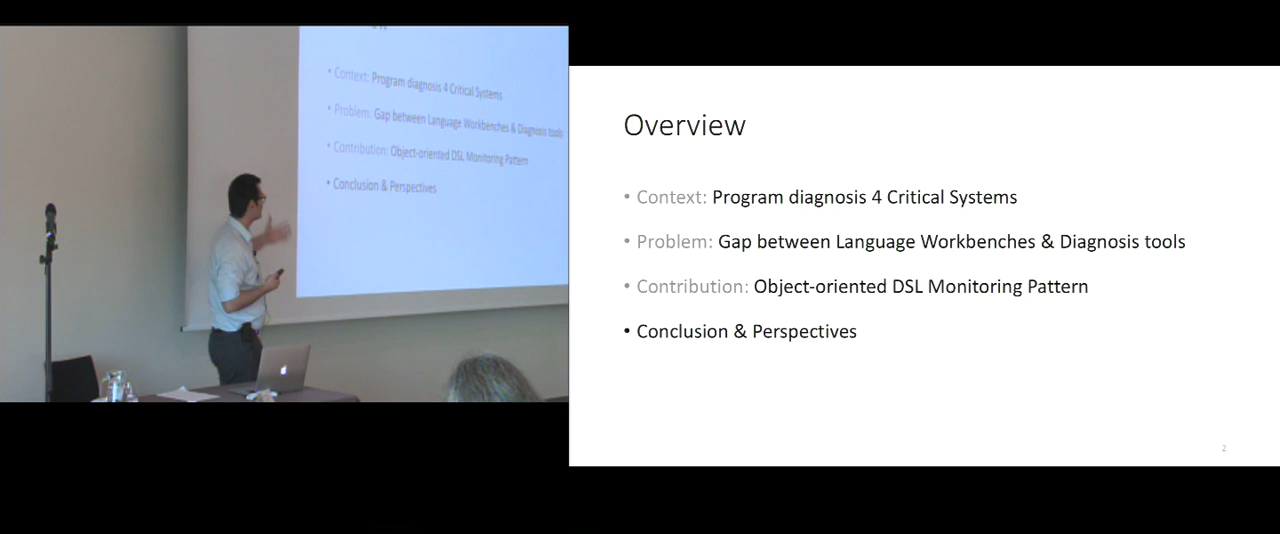 • Context: Program diagnosis 4 Critical Systems
• Problem: Gap between Language Workbenches & Diagnosis tools
• Contribution: Object-oriented DSL Monitoring Pattern
• Conclusion & Perspectives
Overview
• Context: Program diagnosis 4 Critical Systems
• Problem: Gap between Language Workbenches & Diagnosis tools
• Contribution: Object-oriented DSL Monitoring Pattern
• Conclusion & Perspectives
2